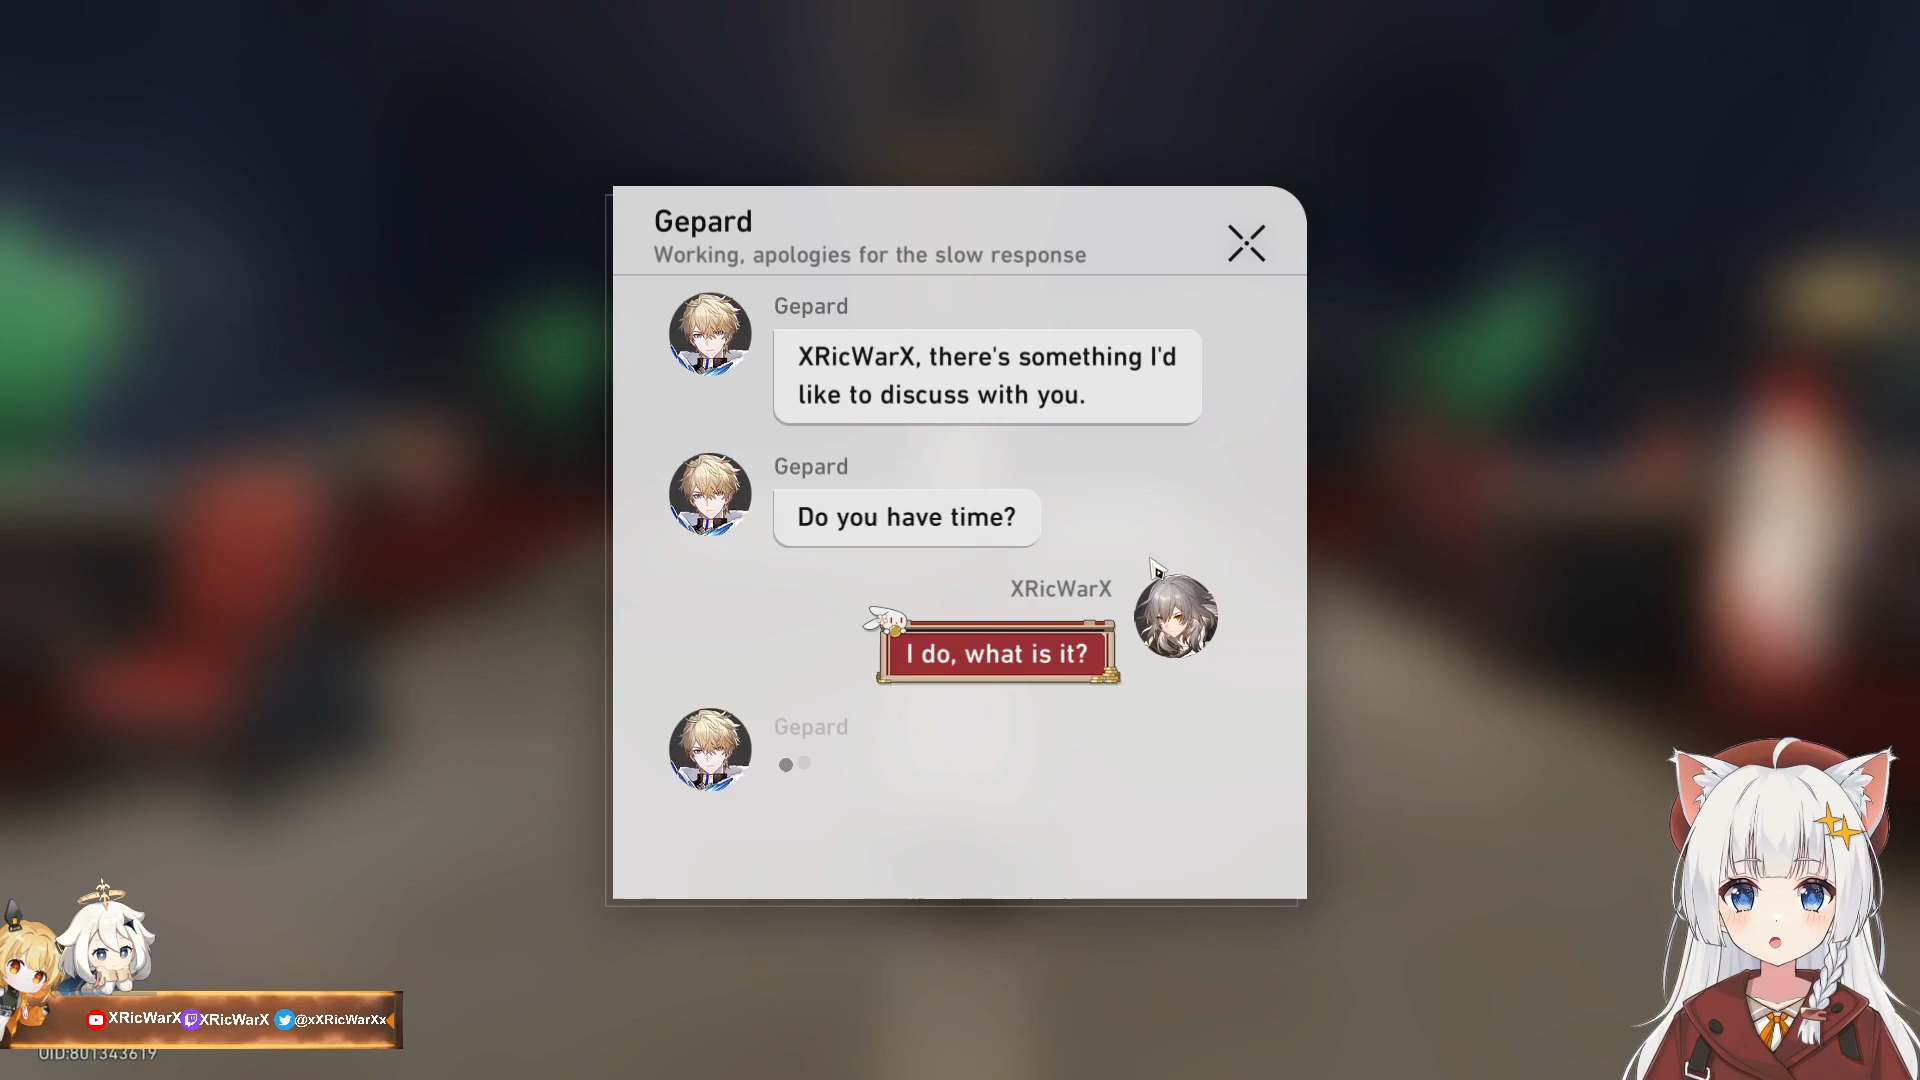 Gepard
Working, apologies for the slow response
Gepard
XRicWarX, there's something I'd
like to discuss with you.
Gepard
Do you have time?
XRicWarX
I do, what is it?
Gepard
XRicWarX XRicWarX @xXRicWarXx
UID:801343619